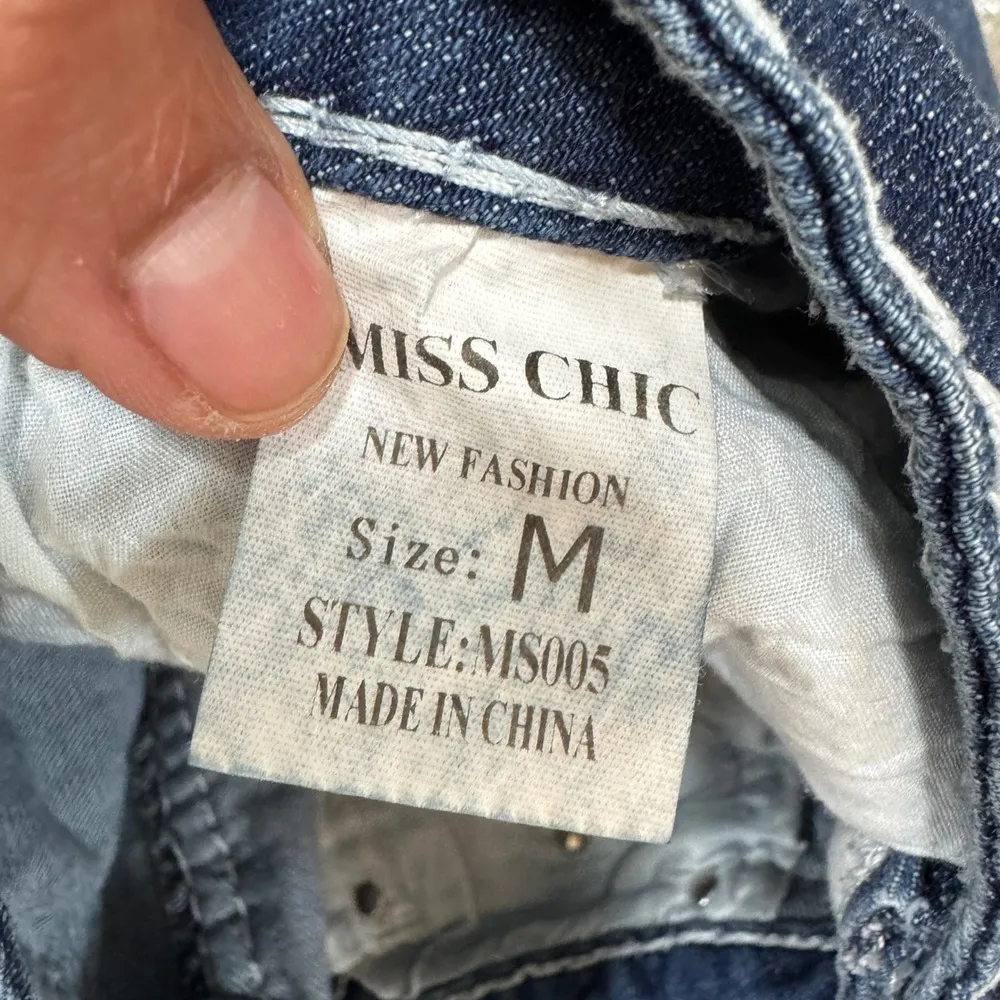 MISS CHIC
NEW FASHION
Size: M
STYLE:MS005
MADE IN CHINA